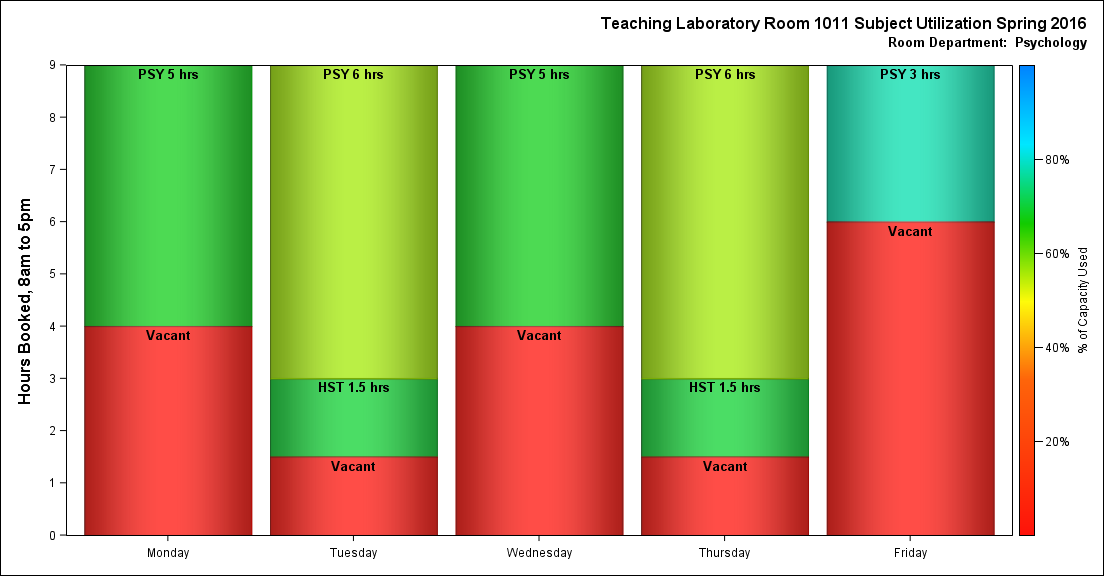 Teaching Laboratory Room 1011 Subject Utilization Spring 2016
Room Department: Psychology
Hours Booked, 8am to 5pm
9
8
7
6
5
4
3
2
1
0
PSY 5 hrs
Vacant
PSY 6 hrs
HST 1.5 hrs
Vacant
PSY 5 hrs
Vacant
PSY 6 hrs
HST 1.5 hrs
Vacant
PSY 3 hrs
Vacant
Monday
Tuesday
Wednesday
Thursday
Friday
80%
60%
40%
20%
% of Capacity Used